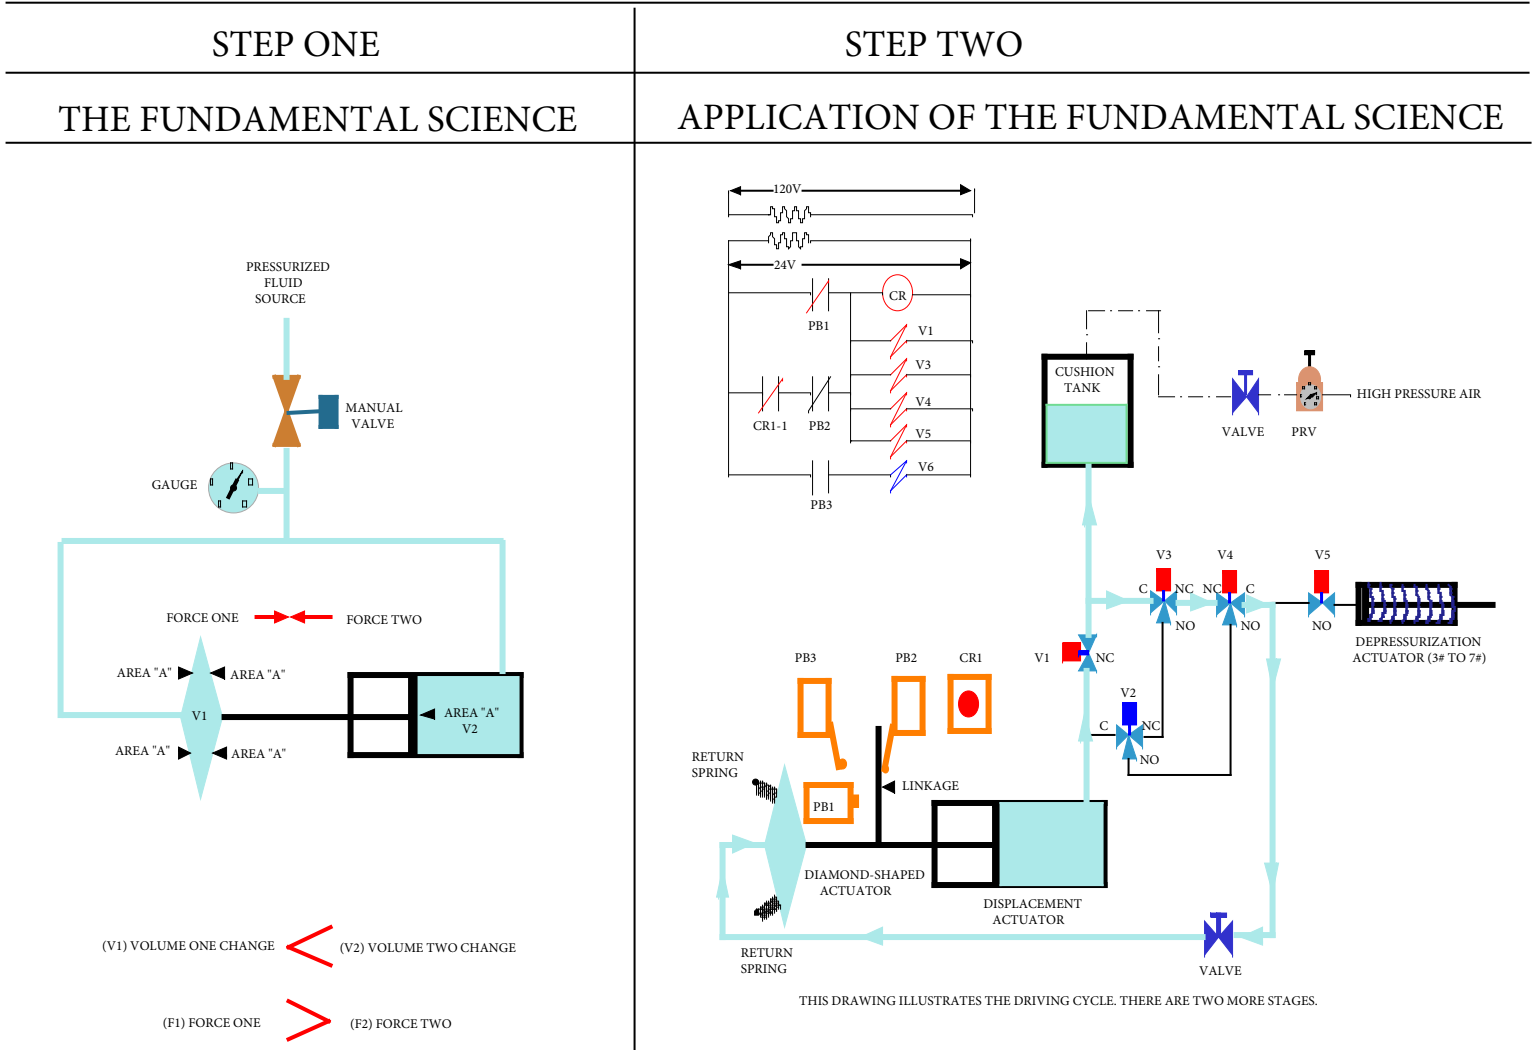 STEP ONE
STEP TWO
THE FUNDAMENTAL SCIENCE
APPLICATION OF THE FUNDAMENTAL SCIENCE
PRESSURIZED
FLUID
SOURCE
MANUAL
VALVE
GAUGE
FORCE ONE
FORCE TWO
AREA "A"
AREA "A"
V1
AREA "A"
V2
AREA "A"
AREA "A"
(V1) VOLUME ONE CHANGE
(V2) VOLUME TWO CHANGE
(F1) FORCE ONE
(F2) FORCE TWO
120V
24V
CR
PB1
V1
V3
V4
CR1-1
PB2
V5
V6
PB3
CUSHION
TANK
VALVE
PRV
HIGH PRESSURE AIR
V3
V4
V5
C
NC
NC
C
NO
NO
NO
DEPRESSURIZATION
ACTUATOR (3# TO 7#)
V1
NC
V2
C
NC
NO
PB3
PB2
CR1
RETURN
SPRING
PB1
LINKAGE
DIAMOND-SHAPED
ACTUATOR
DISPLACEMENT
ACTUATOR
RETURN
SPRING
VALVE
THIS DRAWING ILLUSTRATES THE DRIVING CYCLE. THERE ARE TWO MORE STAGES.